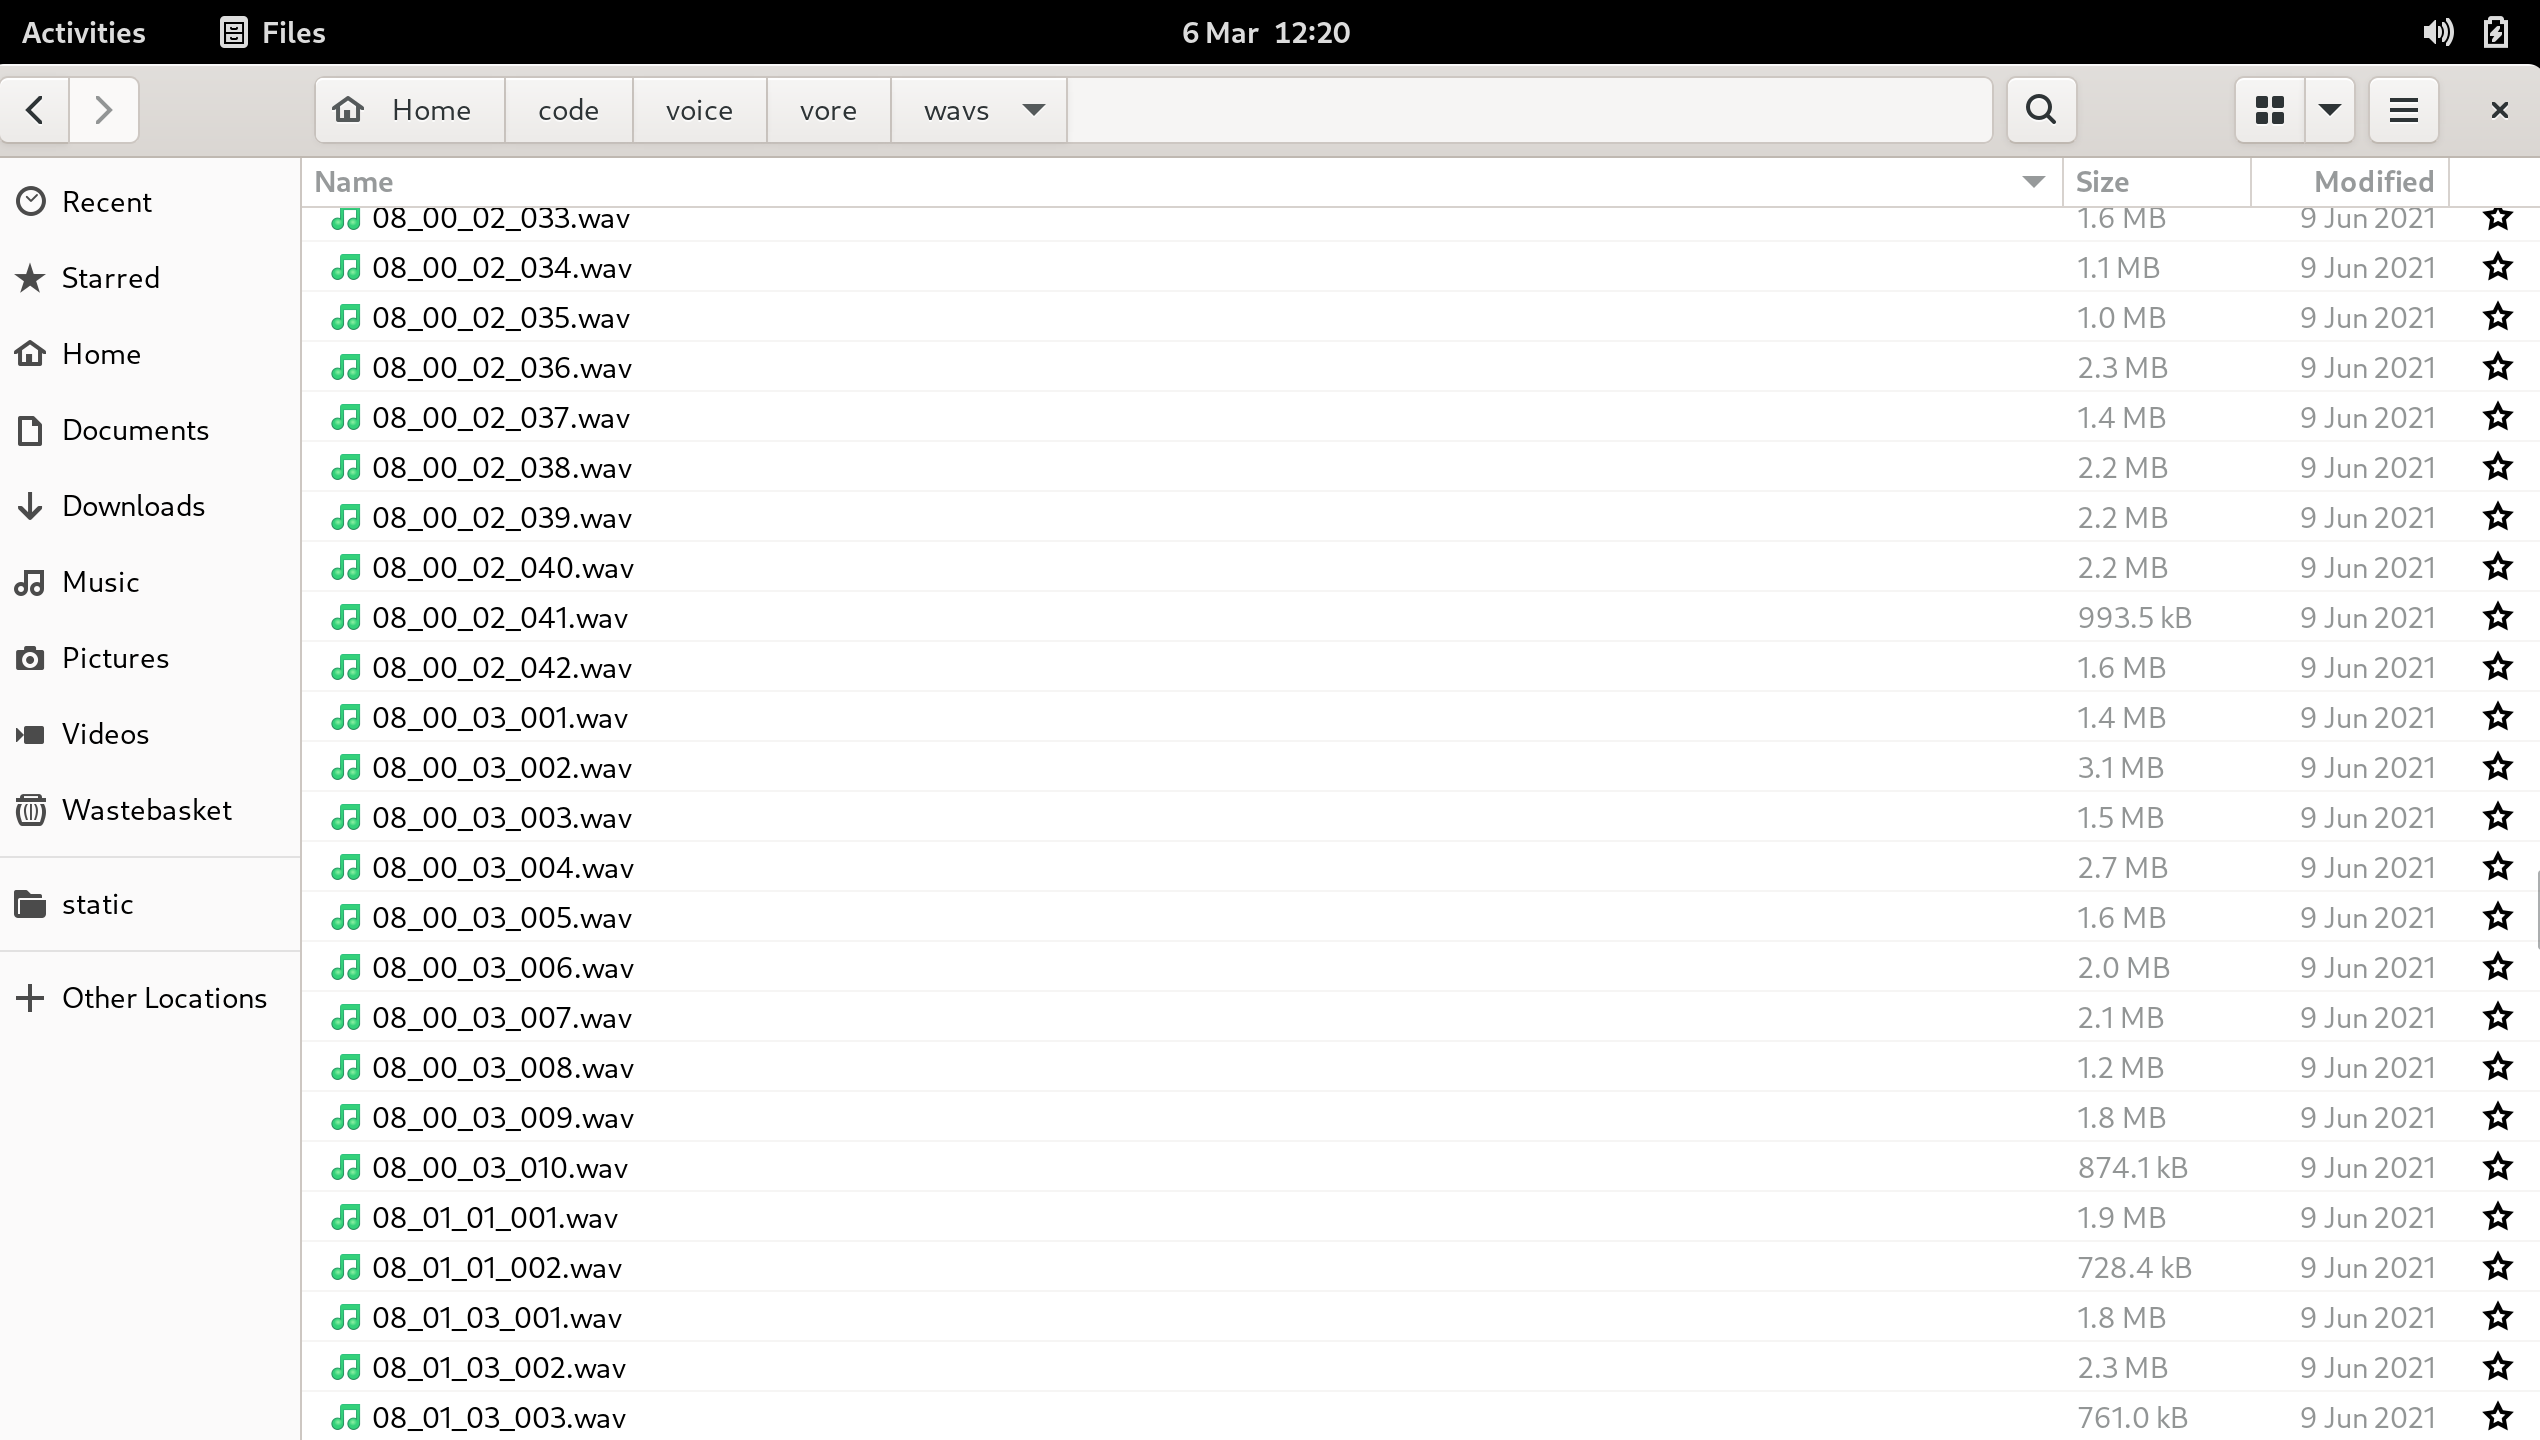 Activities Files 6 Mar 12:20
Home code voice vore wavs
Name Size Modified
Recent
Starred
Home
Documents
Downloads
Music
Pictures
Videos
Wastebasket
static
Other Locations
08_00_02_033.wav 1.6 MB 9 Jun 2021
08_00_02_034.wav 1.1 MB 9 Jun 2021
08_00_02_035.wav 1.0 MB 9 Jun 2021
08_00_02_036.wav 2.3 MB 9 Jun 2021
08_00_02_037.wav 1.4 MB 9 Jun 2021
08_00_02_038.wav 2.2 MB 9 Jun 2021
08_00_02_039.wav 2.2 MB 9 Jun 2021
08_00_02_040.wav 2.2 MB 9 Jun 2021
08_00_02_041.wav 993.5 kB 9 Jun 2021
08_00_02_042.wav 1.6 MB 9 Jun 2021
08_00_03_001.wav 1.4 MB 9 Jun 2021
08_00_03_002.wav 3.1 MB 9 Jun 2021
08_00_03_003.wav 1.5 MB 9 Jun 2021
08_00_03_004.wav 2.7 MB 9 Jun 2021
08_00_03_005.wav 1.6 MB 9 Jun 2021
08_00_03_006.wav 2.0 MB 9 Jun 2021
08_00_03_007.wav 2.1 MB 9 Jun 2021
08_00_03_008.wav 1.2 MB 9 Jun 2021
08_00_03_009.wav 1.8 MB 9 Jun 2021
08_00_03_010.wav 874.1 kB 9 Jun 2021
08_01_01_001.wav 1.9 MB 9 Jun 2021
08_01_01_002.wav 728.4 kB 9 Jun 2021
08_01_03_001.wav 1.8 MB 9 Jun 2021
08_01_03_002.wav 2.3 MB 9 Jun 2021
08_01_03_003.wav 761.0 kB 9 Jun 2021